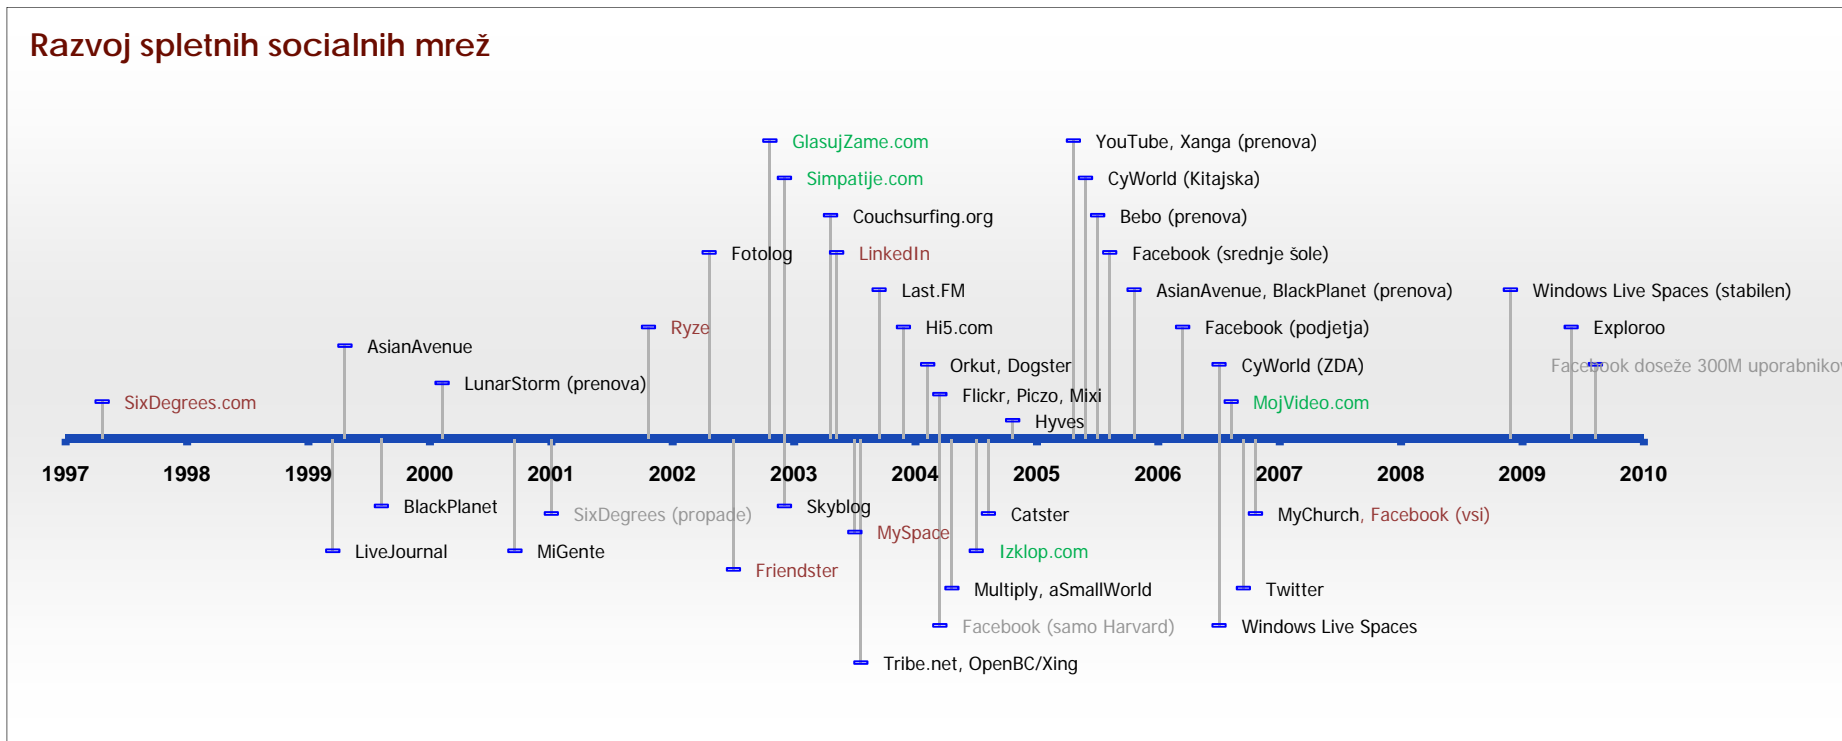 Razvoj spletnih socialnih mrež
GlasujZame.com
YouTube, Xanga (prenova)
Simpatije.com
CyWorld (Kitajska)
Couchsurfing.org
Bebo (prenova)
Fotolog
LinkedIn
Facebook (srednje šole)
Last.FM
AsianAvenue, BlackPlanet (prenova)
Windows Live Spaces (stabilen)
Ryze
Hi5.com
Facebook (podjetja)
Exploroo
AsianAvenue
Orkut, Dogster
CyWorld (ZDA)
Facebook doseže 300M uporabnikov
LunarStorm (prenova)
Flickr, Piczo, Mixi
SixDegrees.com
MojVideo.com
Hyves
1997 1998 1999 2000 2001 2002 2003 2004 2005 2006 2007 2008 2009 2010
BlackPlanet
SixDegrees (propade)
Skyblog
Catster
MyChurch, Facebook (vsi)
MySpace
LiveJournal
MiGente
Izklop.com
Friendster
Multiply, aSmallWorld
Twitter
Facebook (samo Harvard)
Windows Live Spaces
Tribe.net, OpenBC/Xing